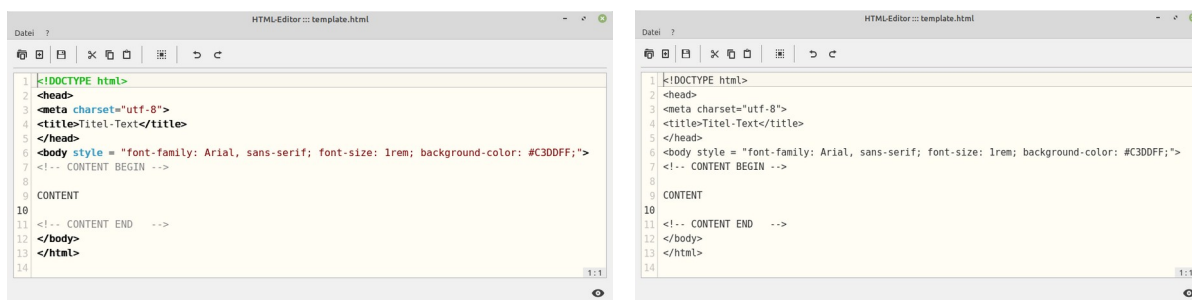 HTML-Editor ::: template.html
Datei ?
1 <!DOCTYPE html>
2 <head>
3 <meta charset="utf-8">
4 <title>Titel-Text</title>
5 </head>
6 <body style = "font-family: Arial, sans-serif; font-size: 1rem; background-color: #C3DDFF;">
7 <!-- CONTENT BEGIN -->
8
9 CONTENT
10
11 <!-- CONTENT END   -->
12 </body>
13 </html>
14
1:1
HTML-Editor ::: template.html
Datei ?
1 <!DOCTYPE html>
2 <head>
3 <meta charset="utf-8">
4 <title>Titel-Text</title>
5 </head>
6 <body style = "font-family: Arial, sans-serif; font-size: 1rem; background-color: #C3DDFF;">
7 <!-- CONTENT BEGIN -->
8
9 CONTENT
10
11 <!-- CONTENT END   -->
12 </body>
13 </html>
14
1:1